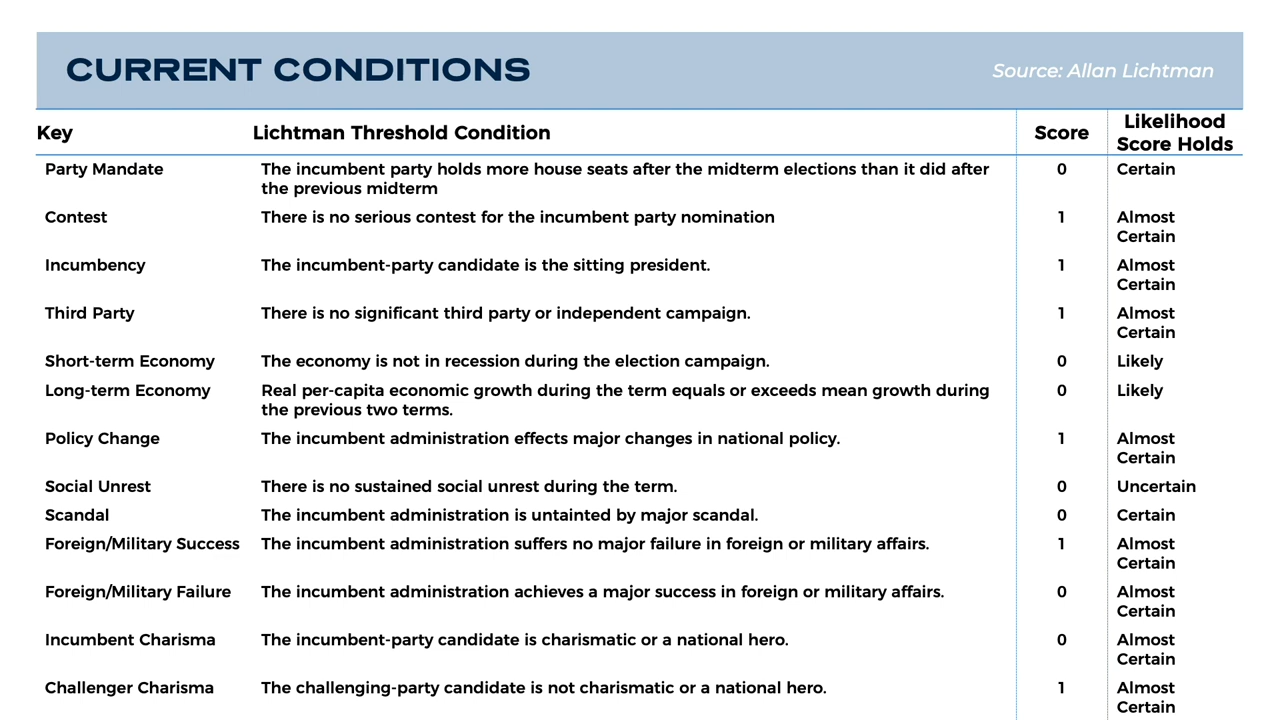 CURRENT CONDITIONS
Source: Allan Lichtman
Key
Lichtman Threshold Condition
Score
Likelihood
Score Holds
Party Mandate
The incumbent party holds more house seats after the midterm elections than it did after
the previous midterm
0
Certain
Contest
There is no serious contest for the incumbent party nomination
1
Almost
Certain
Incumbency
The incumbent-party candidate is the sitting president.
1
Almost
Certain
Third Party
There is no significant third party or independent campaign.
1
Almost
Certain
Short-term Economy
The economy is not in recession during the election campaign.
0
Likely
Long-term Economy
Real per-capita economic growth during the term equals or exceeds mean growth during
the previous two terms.
0
Likely
Policy Change
The incumbent administration effects major changes in national policy.
1
Almost
Certain
Social Unrest
There is no sustained social unrest during the term.
0
Uncertain
Scandal
The incumbent administration is untainted by major scandal.
0
Certain
Foreign/Military Success
The incumbent administration suffers no major failure in foreign or military affairs.
1
Almost
Certain
Foreign/Military Failure
The incumbent administration achieves a major success in foreign or military affairs.
0
Almost
Certain
Incumbent Charisma
The incumbent-party candidate is charismatic or a national hero.
0
Almost
Certain
Challenger Charisma
The challenging-party candidate is not charismatic or a national hero.
1
Almost
Certain